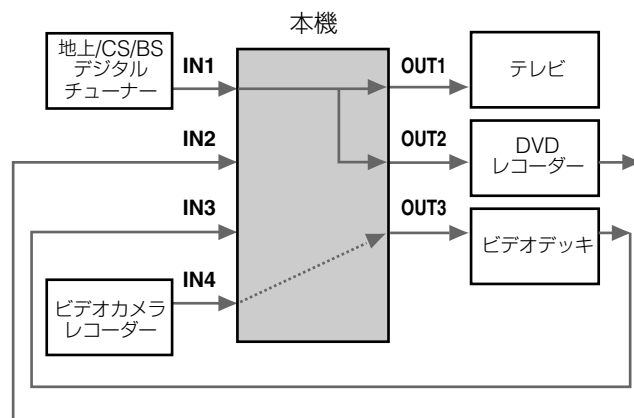 本機
地上/CS/BS
デジタル
チューナー
IN1
OUT1
テレビ
IN2
OUT2
DVD
レコーダー
IN3
OUT3
ビデオデッキ
IN4
ビデオカメラ
レコーダー